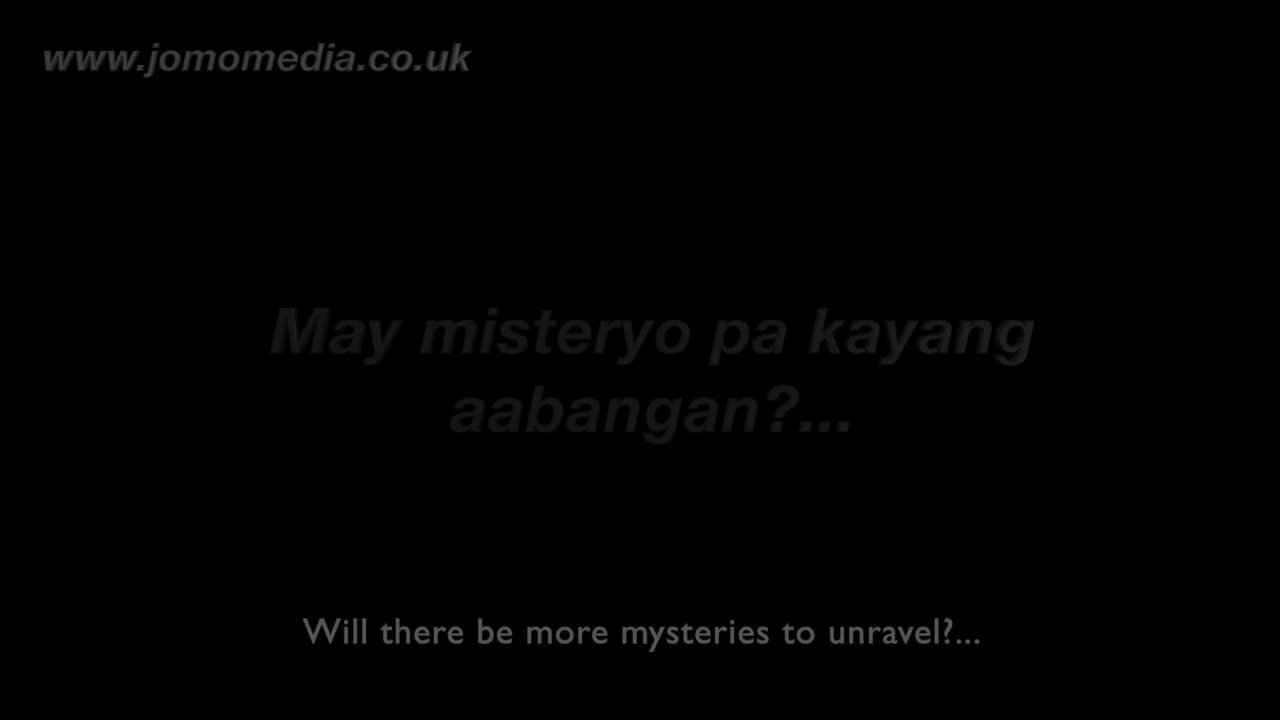 www.jomomedia.co.uk
May misteryo pa kayang
aabangan?...
Will there be more mysteries to unravel?...